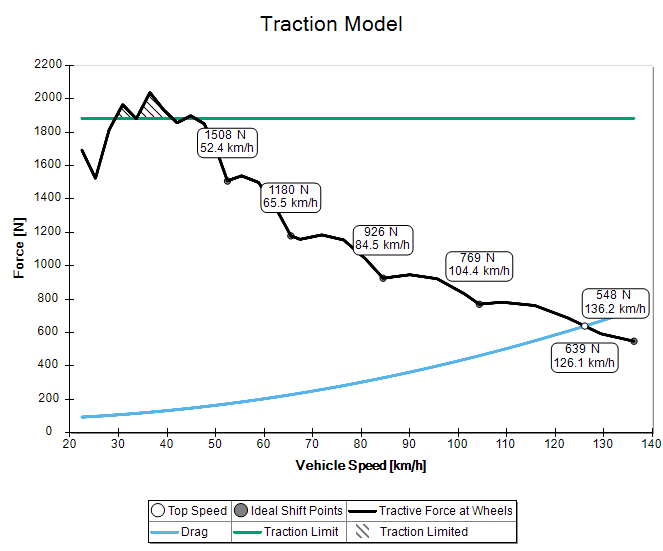 Traction Model
2200
2000
1800
1600
1400
1200
1000
800
600
400
200
0
Force [N]
1508 N
52.4 km/h
1180 N
65.5 km/h
926 N
84.5 km/h
769 N
104.4 km/h
548 N
136.2 km/h
639 N
126.1 km/h
20 30 40 50 60 70 80 90 100 110 120 130 140
Vehicle Speed [km/h]
Top Speed Ideal Shift Points Tractive Force at Wheels
Drag Traction Limit Traction Limited